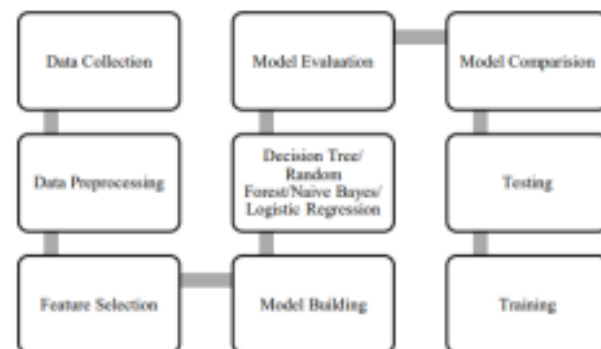 Data Collection
Model Evaluation
Model Comparision
Data Preprocessing
Decision Tree/
Random
Forest/Naive Bayes/
Logistic Regression
Testing
Feature Selection
Model Building
Training